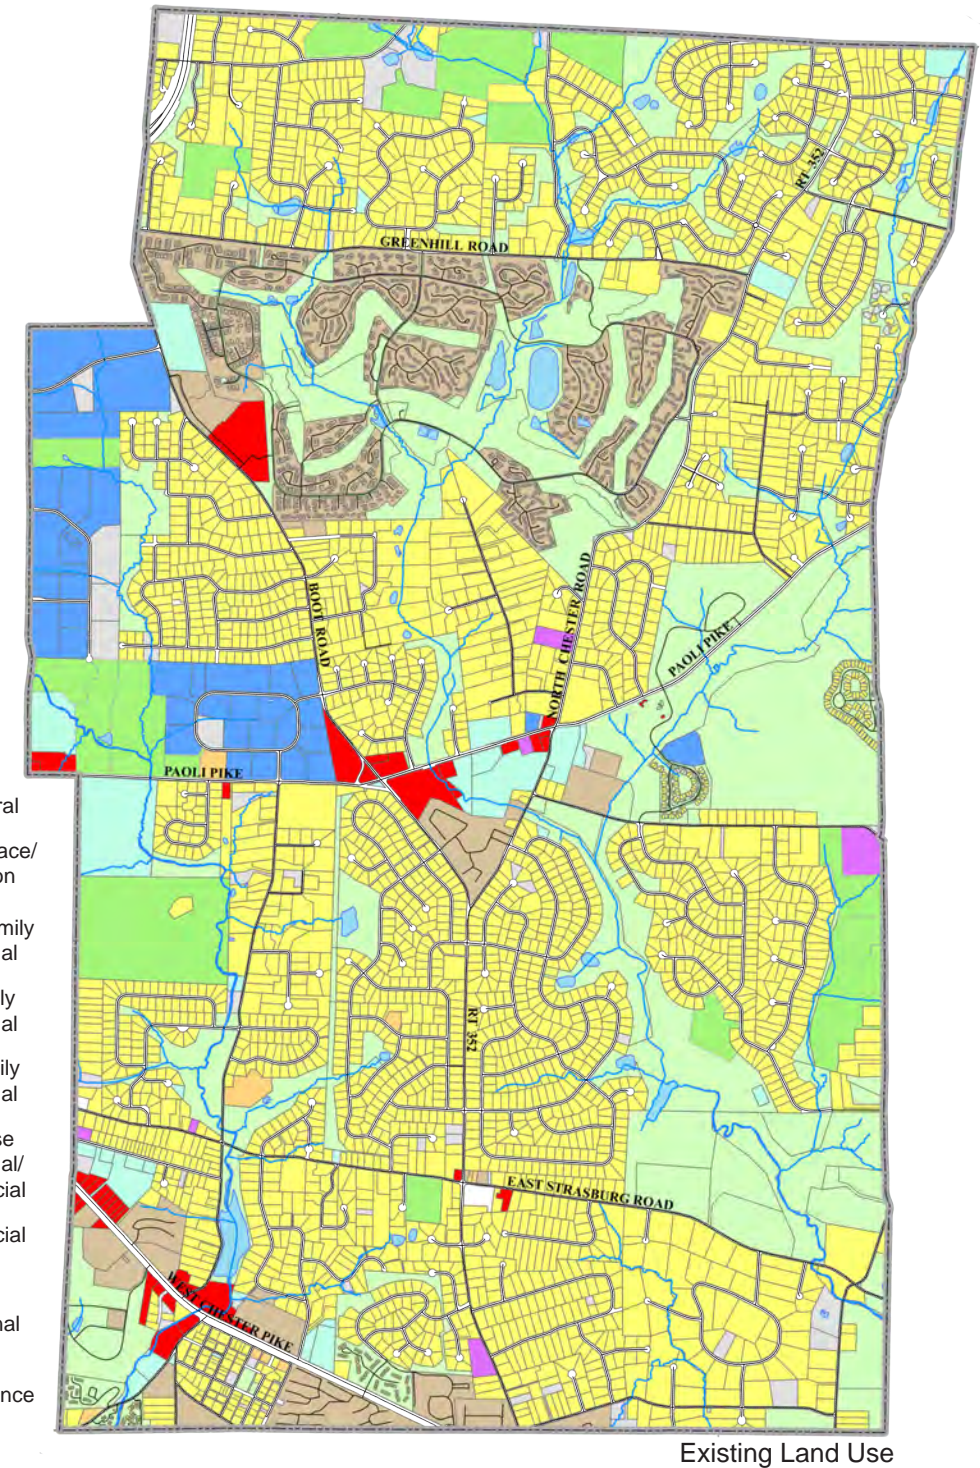 RT 352
GREENHILL ROAD
BOOT ROAD
NORTH CHESTER ROAD
PAOLI PIKE
PAOLI PIKE
ral
ace/
on
mily
al
ly
al
ily
al
se
al/
cial
cial
nal
nce
RT 352
EAST STRASBURG ROAD
WEST CHESTER PIKE
Existing Land Use